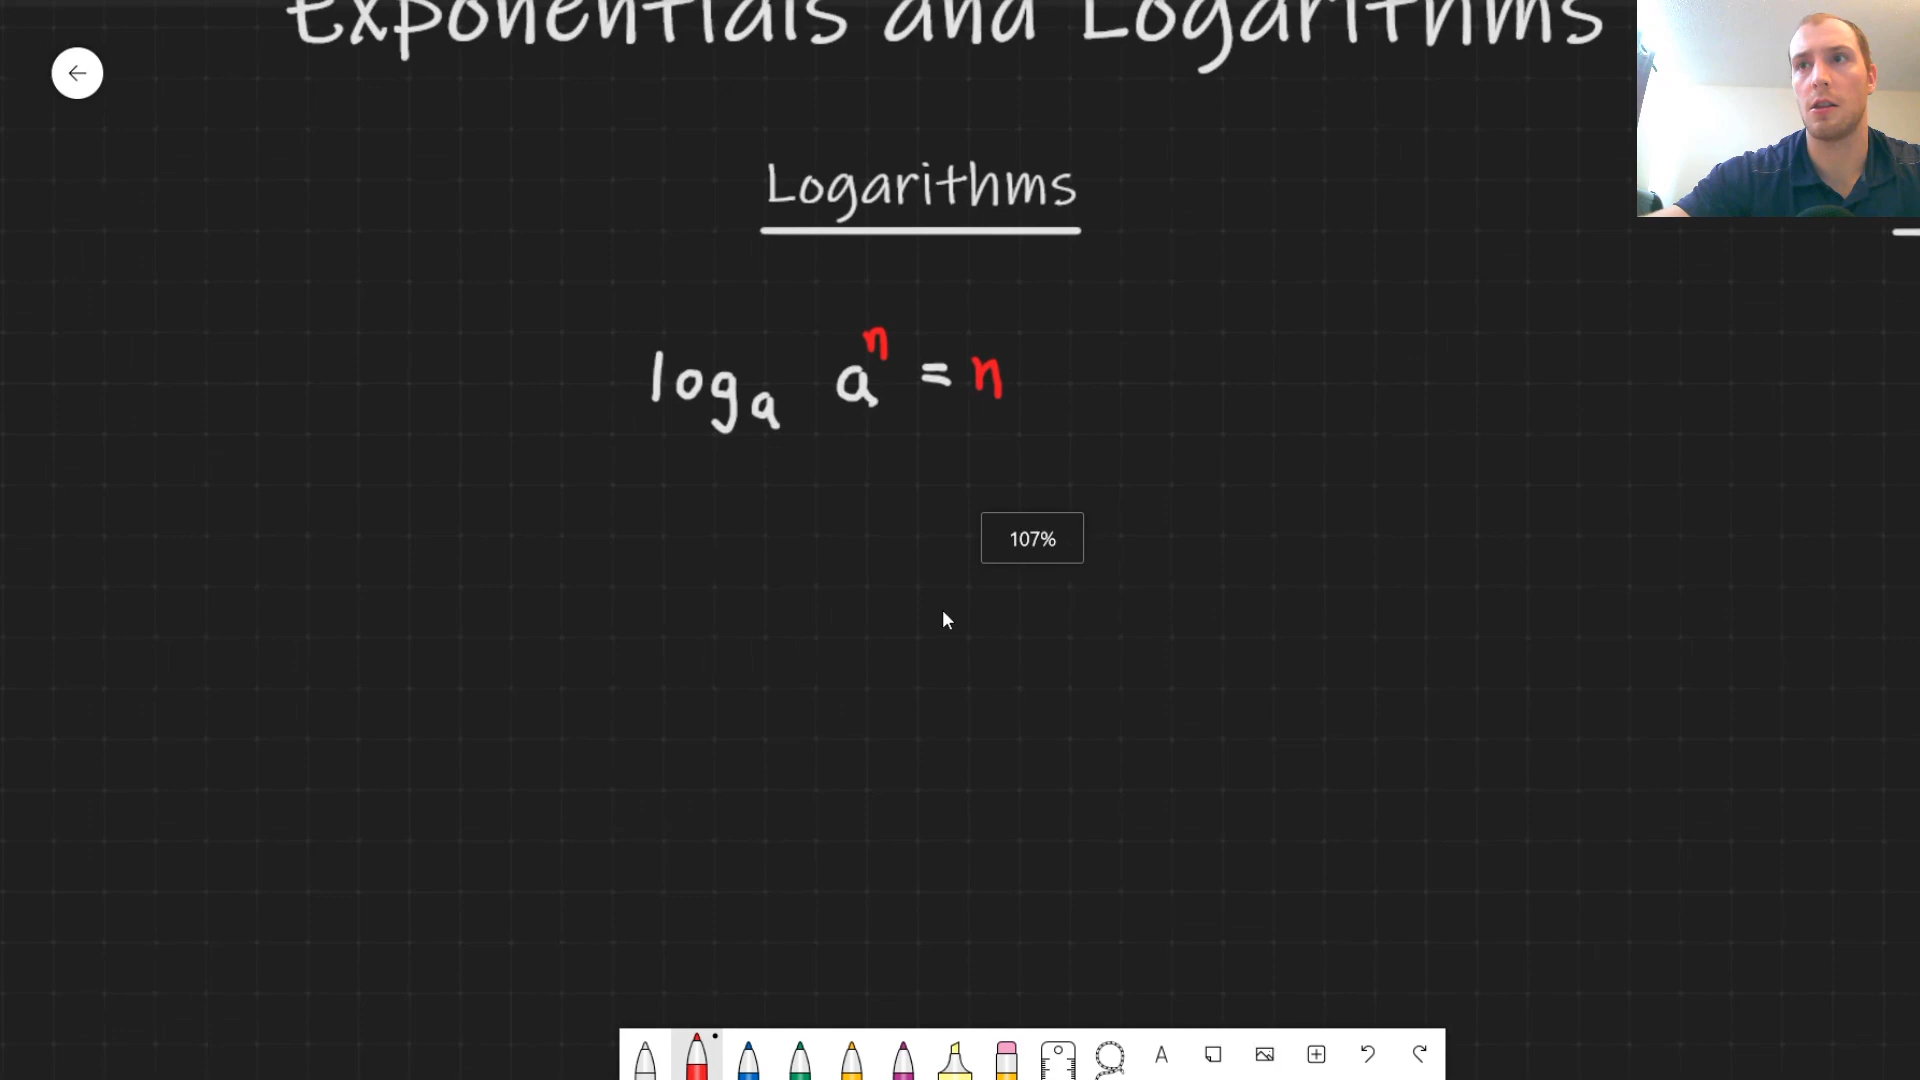 Exponentials and Logarithms
Logarithms
logₐ aⁿ = n
107%
A